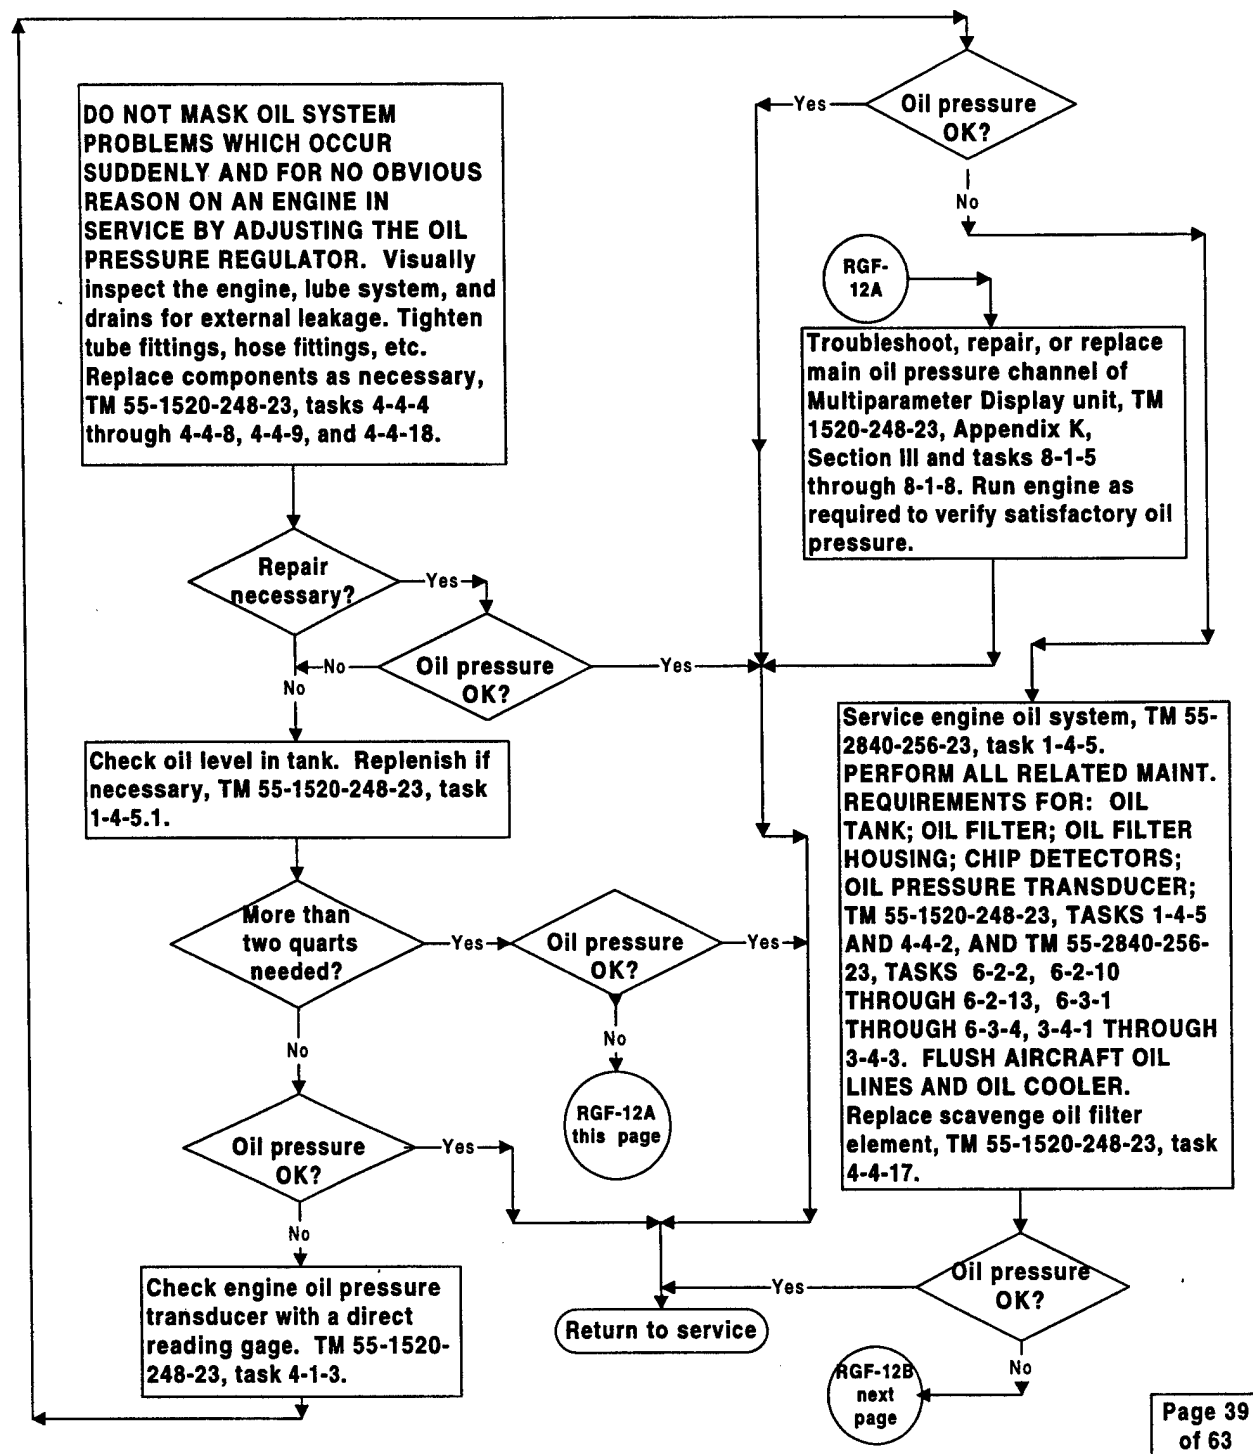 DO NOT MASK OIL SYSTEM
PROBLEMS WHICH OCCUR
SUDDENLY AND FOR NO OBVIOUS
REASON ON AN ENGINE IN
SERVICE BY ADJUSTING THE OIL
PRESSURE REGULATOR. Visually
inspect the engine, lube system, and
drains for external leakage. Tighten
tube fittings, hose fittings, etc.
Replace components as necessary,
TM 55-1520-248-23, tasks 4-4-4
through 4-4-8, 4-4-9, and 4-4-18.
Repair
necessary?
Yes
Oil pressure
OK?
No
Yes
No
Check oil level in tank. Replenish if
necessary, TM 55-1520-248-23, task
1-4-5.1.
More than
two quarts
needed?
Yes
Oil pressure
OK?
Yes
No
RGF-12A
this page
No
Oil pressure
OK?
Yes
No
Check engine oil pressure
transducer with a direct
reading gage. TM 55-1520-
248-23, task 4-1-3.
Oil pressure
OK?
Yes
No
RGF-
12A
Troubleshoot, repair, or replace
main oil pressure channel of
Multiparameter Display unit, TM
1520-248-23, Appendix K,
Section III and tasks 8-1-5
through 8-1-8. Run engine as
required to verify satisfactory oil
pressure.
Service engine oil system, TM 55-
2840-256-23, task 1-4-5.
PERFORM ALL RELATED MAINT.
REQUIREMENTS FOR: OIL
TANK; OIL FILTER; OIL FILTER
HOUSING; CHIP DETECTORS;
OIL PRESSURE TRANSDUCER;
TM 55-1520-248-23, TASKS 1-4-5
AND 4-4-2, AND TM 55-2840-256-
23, TASKS 6-2-2, 6-2-10
THROUGH 6-2-13, 6-3-1
THROUGH 6-3-4, 3-4-1 THROUGH
3-4-3. FLUSH AIRCRAFT OIL
LINES AND OIL COOLER.
Replace scavenge oil filter
element, TM 55-1520-248-23, task
4-4-17.
Oil pressure
OK?
Yes
Return to service
No
RGF-12B
next
page
Page 39
of 63